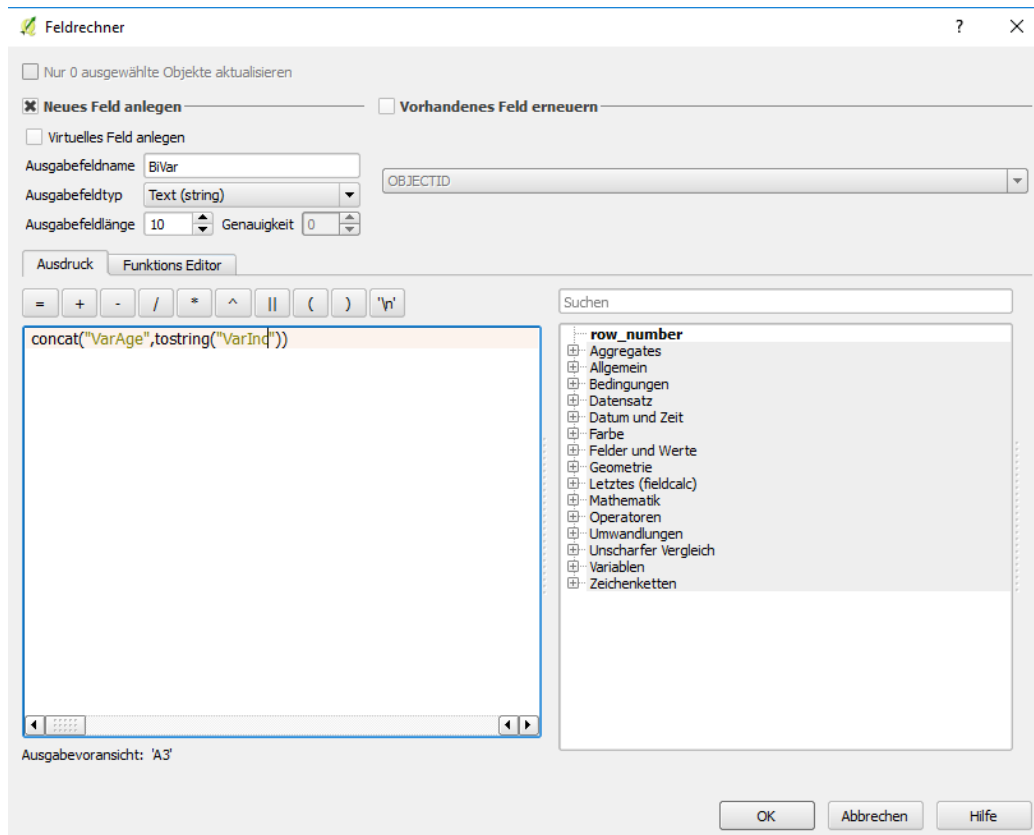 Feldrechner ? ×
Nur 0 ausgewählte Objekte aktualisieren
Neues Feld anlegen
Vorhandenes Feld erneuern
Virtuelles Feld anlegen
Ausgabefeldname BiVar
OBJECTID
Ausgabefeldtyp Text (string)
Ausgabefeldlänge 10 Genauigkeit 0
Ausdruck Funktions Editor
= + - / * ^ || ( ) '\n'
Suchen
concat("VarAge",tostring("VarInc"))
row_number
Aggregates
Allgemein
Bedingungen
Datensatz
Datum und Zeit
Farbe
Felder und Werte
Geometrie
Letztes (fieldcalc)
Mathematik
Operatoren
Umwandlungen
Unscharfer Vergleich
Variablen
Zeichenketten
Ausgabevoransicht: 'A3'
OK Abbrechen Hilfe